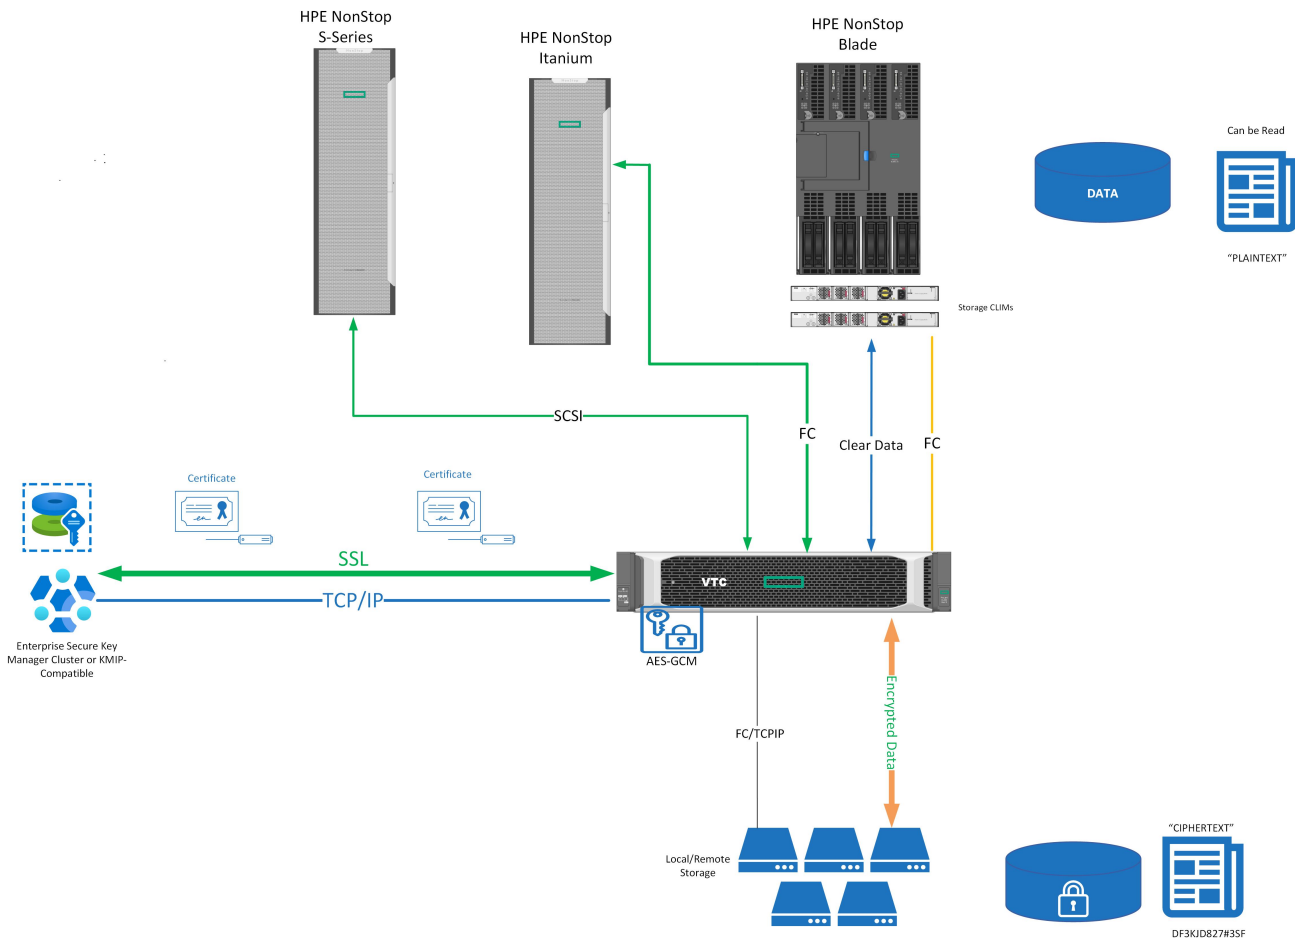 HPE NonStop
S-Series
HPE NonStop
Itanium
HPE NonStop
Blade
Can be Read
DATA
"PLAINTEXT"
Storage CLIMs
SCSI
FC
Clear Data
FC
Certificate
Certificate
SSL
TCP/IP
VTC
Enterprise Secure Key
Manager Cluster or KMIP-
Compatible
AES-GCM
FC/TCPIP
Encrypted Data
Local/Remote
Storage
"CIPHERTEXT"
DF3KJD827#3SF